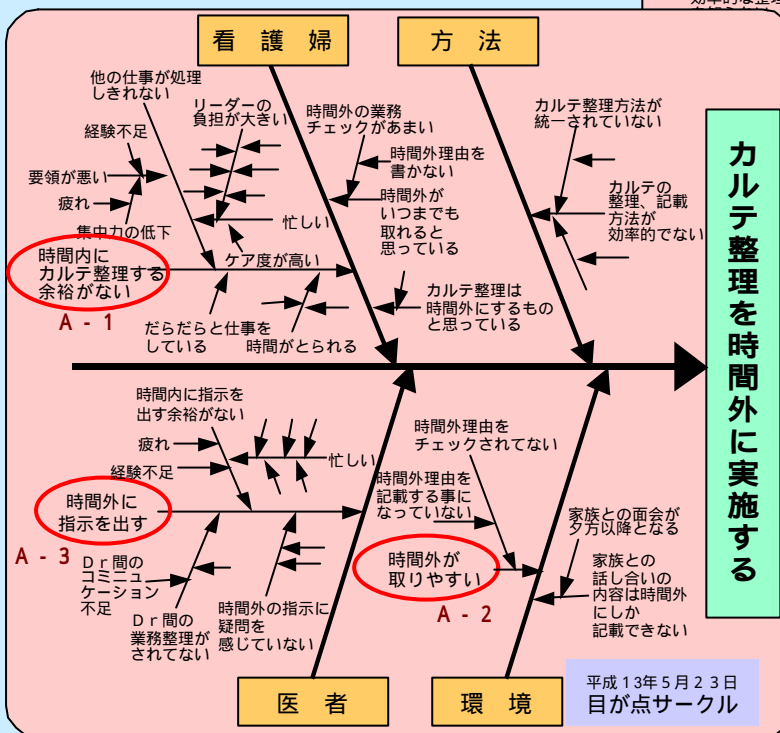 効率的な整理
看護婦
方法
他の仕事が処理
しきれない
リーダーの
負担が大きい
経験不足
要領が悪い
疲れ
集中力の低下
忙しい
ケア度が高い
時間内に
カルテ整理する
余裕がない
A-1
だらだらと仕事を
している
時間がとられる
時間外の業務
チェックがあまい
時間外理由を
書かない
時間外が
いつまでも
取れると
思っている
カルテ整理は
時間外にするもの
と思っている
カルテ整理方法が
統一されていない
カルテの
整理、記載
方法が
効率的でない
カルテ整理を時間外に実施する
時間内に指示を
出す余裕がない
疲れ
経験不足
忙しい
時間外に
指示を出す
A-3
Dr間の
コミニュ
ケーション
不足
Dr間の
業務整理が
されてない
時間外の指示に
疑問を
感じていない
時間外理由を
チェックされてない
時間外理由を
記載する事に
なっていない
時間外が
取りやすい
A-2
家族との面会が
夕方以降となる
家族との
話し合いの
内容は時間外
にしか
記載できない
医者
環境
平成13年5月23日
目が点サークル